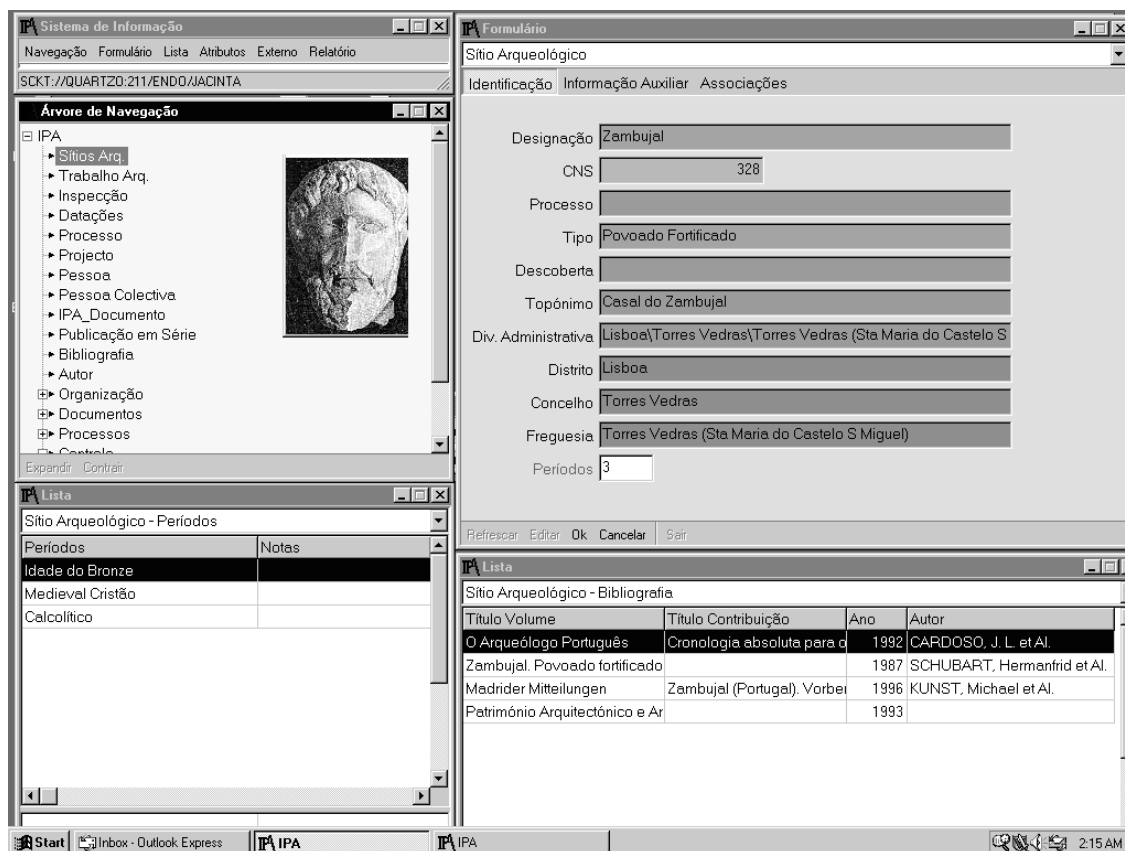 Sistema de Informação
Navegação Formulário Lista Atributos Externo Relatório
SCKT://QUARTZO:211/ENDO/JACINTA
Árvore de Navegação
IPA
Sítios Arq.
Trabalho Arq.
Inspecção
Datações
Processo
Projecto
Pessoa
Pessoa Colectiva
IPA_Documento
Publicação em Série
Bibliografia
Autor
Organização
Documentos
Processos
Expandir Contrair
Lista
Sítio Arqueológico - Períodos
Períodos Notas
Idade do Bronze
Medieval Cristão
Calcolítico
Formulário
Sítio Arqueológico
Identificação Informação Auxiliar Associações
Designação Zambujal
CNS 328
Processo
Tipo Povoado Fortificado
Descoberta
Topónimo Casal do Zambujal
Div. Administrativa Lisboa\Torres Vedras\Torres Vedras (Sta Maria do Castelo S
Distrito Lisboa
Concelho Torres Vedras
Freguesia Torres Vedras (Sta Maria do Castelo S Miguel)
Períodos 3
Refrescar Editar Ok Cancelar Sair
Lista
Sítio Arqueológico - Bibliografia
Título Volume Título Contribuição Ano Autor
O Arqueólogo Português Cronologia absoluta para o 1992 CARDOSO, J. L. et Al.
Zambujal. Povoado fortificado 1987 SCHUBART, Hermanfrid et Al.
Madrider Mitteilungen Zambujal (Portugal). Vorber 1996 KUNST, Michael et Al.
Património Arquitectónico e Ar 1993
Start Inbox - Outlook Express IPA IPA 2:15 AM